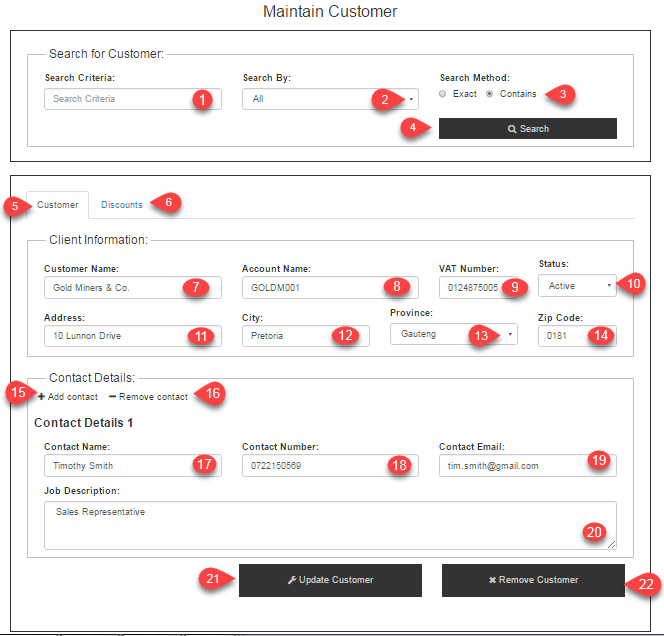 Maintain Customer
Search for Customer:
Search Criteria: Search By: Search Method:
Search Criteria 1 All 2 Exact Contains 3
4 Search
5 Customer Discounts 6
Client Information:
Customer Name: Account Name: VAT Number: Status:
Gold Miners & Co. 7 GOLDM001 8 0124875005 9 Active 10
Address: City: Province: Zip Code:
10 Lunnon Drive 11 Pretoria 12 Gauteng 13 0181 14
Contact Details:
15 + Add contact − Remove contact 16
Contact Details 1
Contact Name: Contact Number: Contact Email:
Timothy Smith 17 0722150569 18 tim.smith@gmail.com 19
Job Description:
Sales Representative
20
21 Update Customer Remove Customer 22